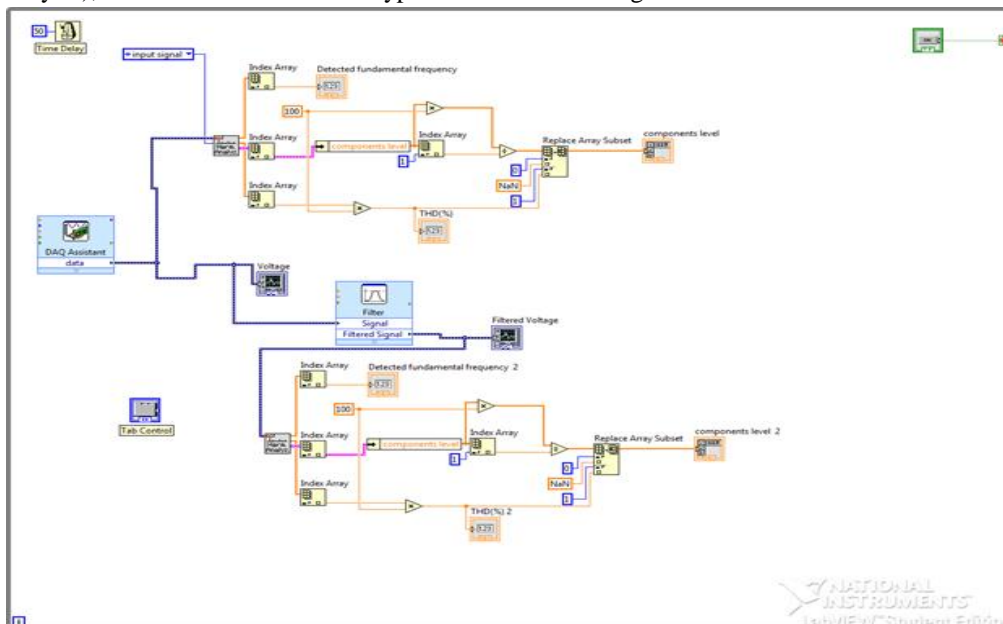 50
Time Delay
input signal
Index Array
Detected fundamental frequency
100
Index Array
components level
Index Array
1
Replace Array Subset
components level
0
NaN
1
Index Array
THD(%)
DAQ Assistant
data
Voltage
Filter
Signal
Filtered Signal
Filtered Voltage
Index Array
Detected fundamental frequency 2
100
Tab Control
Index Array
components level
Index Array
1
Replace Array Subset
components level 2
0
NaN
1
Index Array
THD(%) 2
NATIONAL
INSTRUMENTS
LabVIEW Student Edition
i